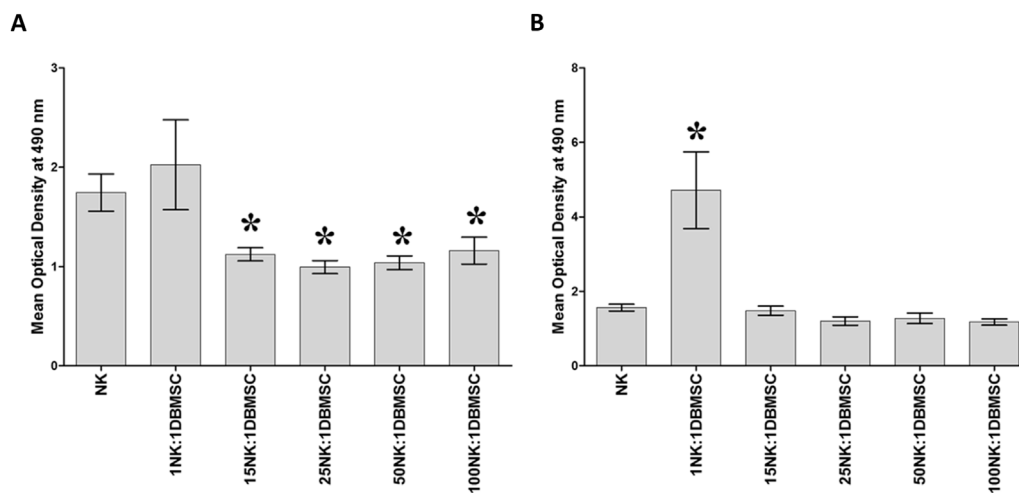 A
Mean Optical Density at 490 nm
3
2
1
0
*
*
*
*
NK
1NK:1DBMSC
15NK:1DBMSC
25NK:1DBMSC
50NK:1DBMSC
100NK:1DBMSC
B
Mean Optical Density at 490 nm
8
6
4
2
0
*
NK
1NK:1DBMSC
15NK:1DBMSC
25NK:1DBMSC
50NK:1DBMSC
100NK:1DBMSC